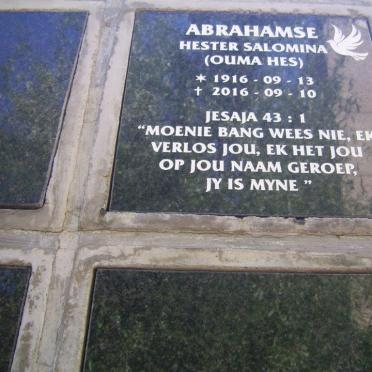 ABRAHAMSE
HESTER SALOMINA
(OUMA HES)
* 1916 - 09 - 13
† 2016 - 09 - 10
JESAJA 43 : 1
“MOENIE BANG WEES NIE, EK
VERLOS JOU, EK HET JOU
OP JOU NAAM GEROEP,
JY IS MYNE ”